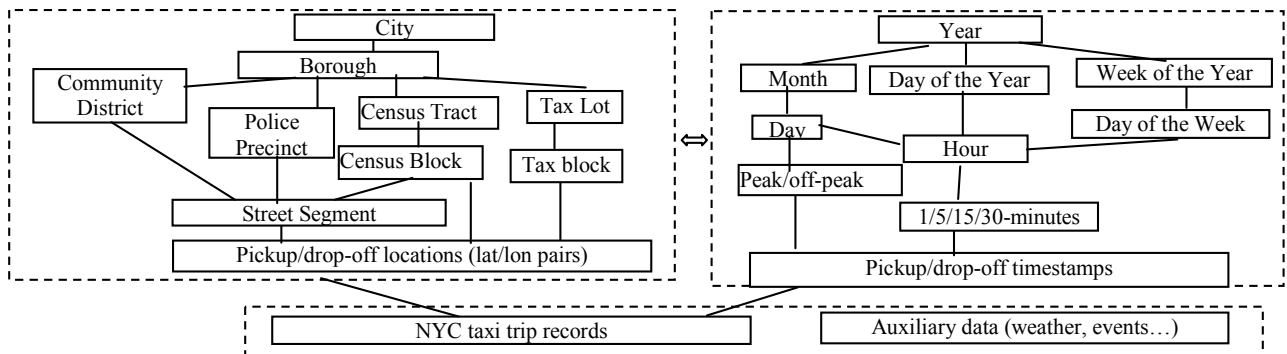 City
Borough
Community
District
Police
Precinct
Census Tract
Census Block
Tax Lot
Tax block
Street Segment
Pickup/drop-off locations (lat/lon pairs)
⇔
Year
Month
Day of the Year
Week of the Year
Day
Hour
Day of the Week
Peak/off-peak
1/5/15/30-minutes
Pickup/drop-off timestamps
NYC taxi trip records
Auxiliary data (weather, events…)